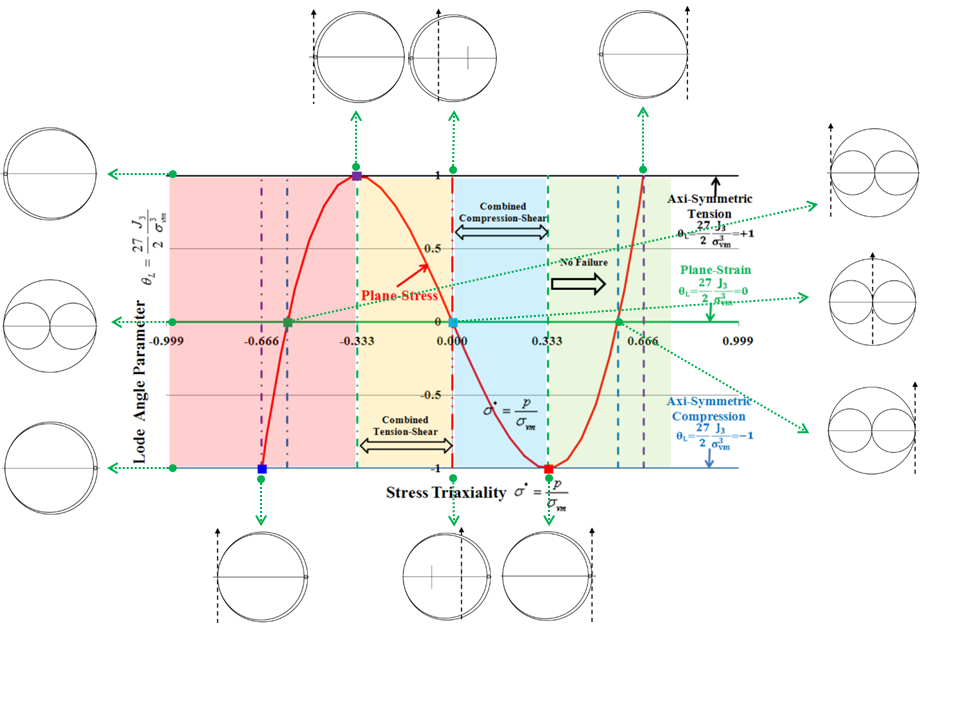 1
0.5
0
-0.5
-1
-0.999
-0.666
-0.333
0.000
0.333
0.666
0.999
Lode Angle Parameter
θL = 27/2 J3/σ³vm
Combined
Compression-Shear
Plane-Stress
No Failure
Combined
Tension-Shear
σ* = p/σvm
Stress Triaxiality σ* = p/σvm
Axi-Symmetric
Tension
θL= 27/2 J3/σ³vm =+1
Plane-Strain
θL= 27/2 J3/σ³vm =0
Axi-Symmetric
Compression
θL= 27/2 J3/σ³vm =−1